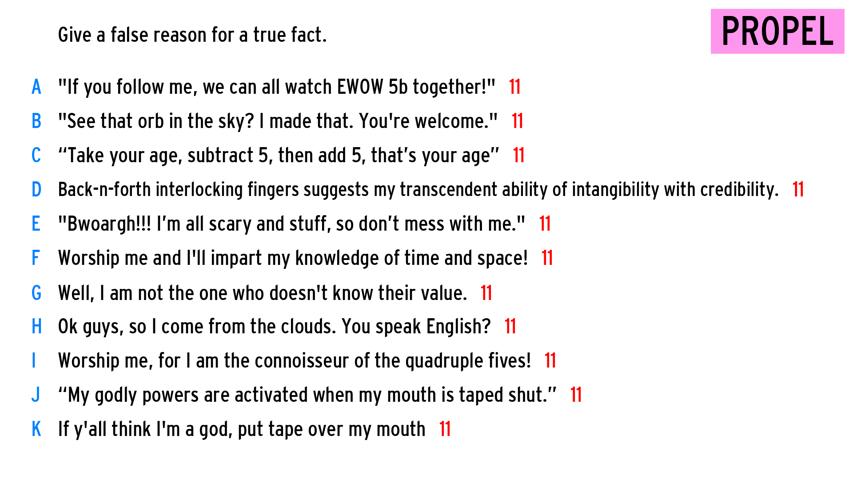 Give a false reason for a true fact.
PROPEL
A "If you follow me, we can all watch EWOW 5b together!" 11
B "See that orb in the sky? I made that. You're welcome." 11
C “Take your age, subtract 5, then add 5, that’s your age” 11
D Back-n-forth interlocking fingers suggests my transcendent ability of intangibility with credibility. 11
E "Bwoargh!!! I’m all scary and stuff, so don’t mess with me." 11
F Worship me and I'll impart my knowledge of time and space! 11
G Well, I am not the one who doesn't know their value. 11
H Ok guys, so I come from the clouds. You speak English? 11
I Worship me, for I am the connoisseur of the quadruple fives! 11
J “My godly powers are activated when my mouth is taped shut.” 11
K If y'all think I'm a god, put tape over my mouth 11